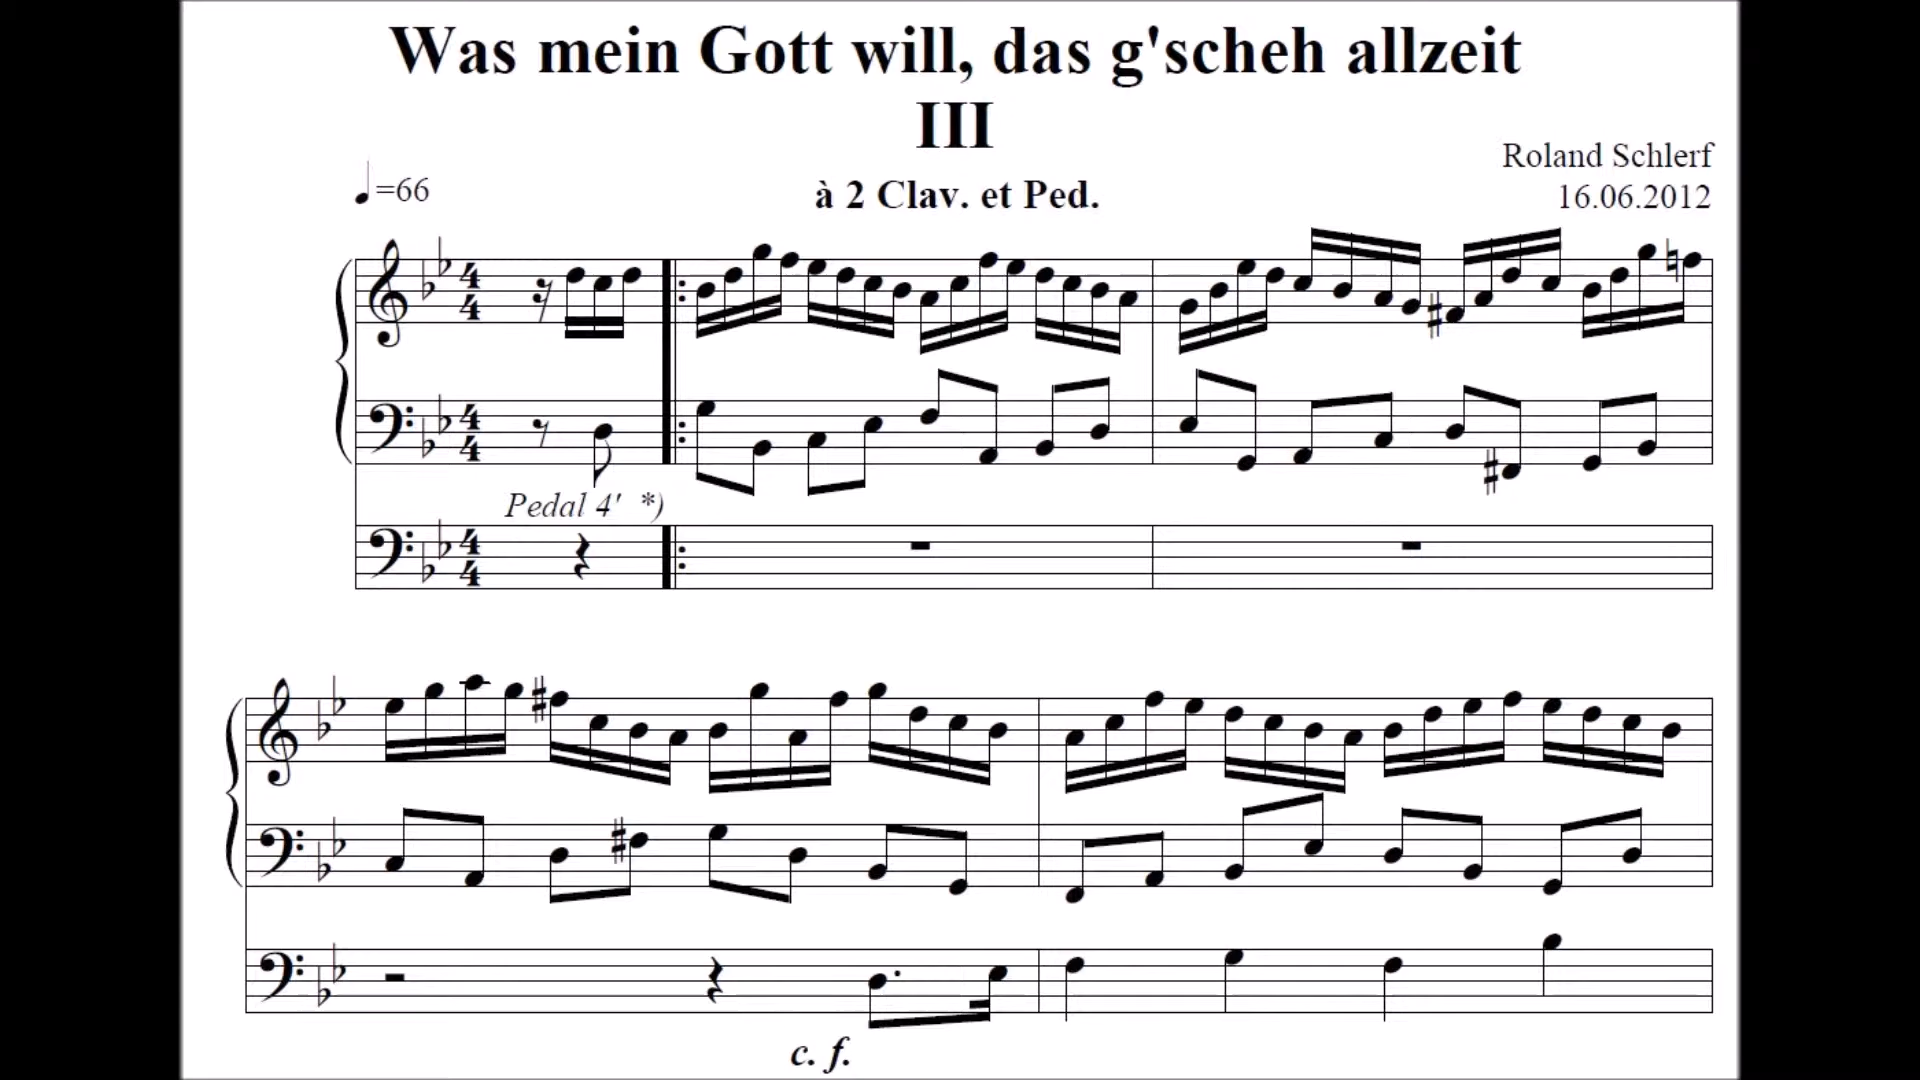 Was mein Gott will, das g'scheh allzeit
III
Roland Schlerf
=66
à 2 Clav. et Ped.
16.06.2012
Pedal 4' *)
c. f.